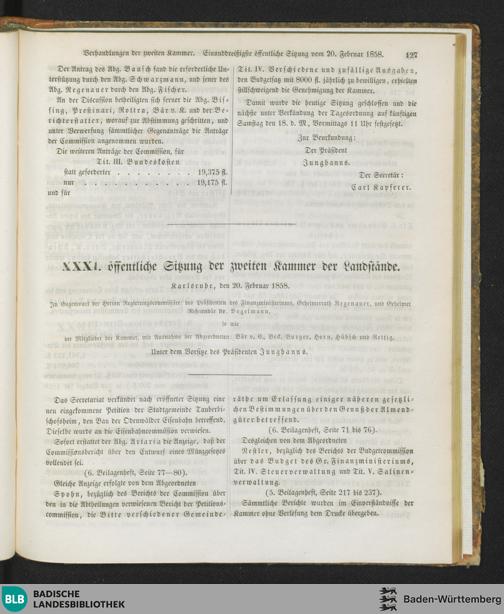 Verhandlungen der zweiten Kammer. Einunddreißigste öffentliche Sitzung vom 20. Februar 1858. 127
Der Antrag des Abg. Bausch fand die erforderliche Un-
terstützung durch den Abg. Schwarzmann, und jener des
Abg. Regenauer durch den Abg. Fischer.
An der Discussion betheiligten sich ferner die Abg. Bis-
sing, Prestinari, Rettig, Bär v. K. und der Be-
richterstatter, worauf zur Abstimmung geschritten, und
unter Verwerfung sämmtlicher Gegenanträge die Anträge
der Commission angenommen wurden.
Die weiteren Anträge der Commission, für
Tit. III. Bundeskosten
statt geforderter . . . . . . . . 19,375 fl.
nur . . . . . . . . . . . . 19,175 fl.
und für
Tit. IV. Verschiedene und zufällige Ausgaben,
den Budgetsatz mit 8000 fl. jährlich zu bewilligen, erhielten
stillschweigend die Genehmigung der Kammer.
Damit wurde die heutige Sitzung geschlossen und die
nächste unter Verkündung der Tagesordnung auf künftigen
Samstag den 18. d. M., Vormittags 11 Uhr festgesetzt.
Zur Beurkundung:
Der Präsident
Junghanns.
Der Secretär:
Carl Kapferer.
XXXI. öffentliche Sitzung der zweiten Kammer der Landstände.
Karlsruhe, den 20. Februar 1858.
In Gegenwart der Herren Regierungscommissäre: des Präsidenten des Finanzministeriums, Geheimerath Regenauer, und Geheimer
Referendär Dr. Vogelmann,
so wie
der Mitglieder der Kammer, mit Ausnahme der Abgeordneten: Bär v. E., Beck, Burger, Horn, Hübsch und Rettig.
Unter dem Vorsitze des Präsidenten Junghanns.
Das Secretariat verkündet nach eröffneter Sitzung eine
neu eingekommene Petition der Stadtgemeinde Tauberbi-
schofsheim, den Bau der Odenwälder Eisenbahn betreffend.
Dieselbe wurde an die Eisenbahncommission verwiesen.
Sofort erstattet der Abg. Artaria die Anzeige, daß der
Commissionsbericht über den Entwurf eines Münzgesetzes
vollendet sei.
(6. Beilagenheft, Seite 77—80).
Gleiche Anzeige erfolgte von dem Abgeordneten
Spohn, bezüglich des Berichts der Commission über
den in die Abtheilungen verwiesenen Bericht der Petitions-
commission, die Bitte verschiedener Gemeinde-
räthe um Erlassung einiger näheren gesetzli-
chen Bestimmungen über den Genuß der Almend-
güter betreffend.
(6. Beilagenheft, Seite 71 bis 76).
Desgleichen von dem Abgeordneten
Neßler, bezüglich des Berichts der Budgetcommission
über das Budget des Gr. Finanzministeriums,
Tit. IV. Steuerverwaltung und Tit. V. Salinen-
verwaltung.
(5. Beilagenheft, Seite 217 bis 237).
Sämmtliche Berichte wurden im Einverständnisse der
Kammer ohne Verlesung dem Drucke übergeben.
BLB BADISCHE
LANDESBIBLIOTHEK
Baden-Württemberg